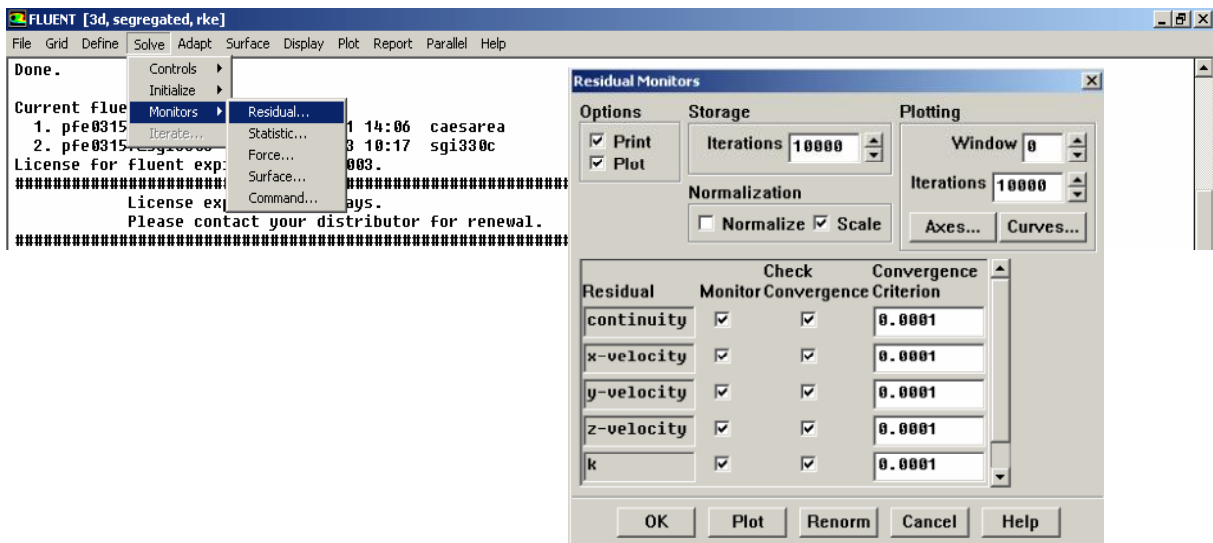 FLUENT [3d, segregated, rke]
File Grid Define Solve Adapt Surface Display Plot Report Parallel Help
Done.
Controls
Initialize
Monitors
Iterate...
Residual...
Statistic...
Force...
Surface...
Command...
Current flue
1. pfe0315 1 14:06 caesarea
2. pfe0315 3 10:17 sgi330c
License for fluent exp 003.
License ex ays.
Please contact your distributor for renewal.
Residual Monitors
Options
Print
Plot
Storage
Iterations 10000
Normalization
Normalize Scale
Plotting
Window 0
Iterations 10000
Axes... Curves...
Residual Monitor Check Convergence Convergence Criterion
continuity 0.0001
x-velocity 0.0001
y-velocity 0.0001
z-velocity 0.0001
k 0.0001
OK Plot Renorm Cancel Help